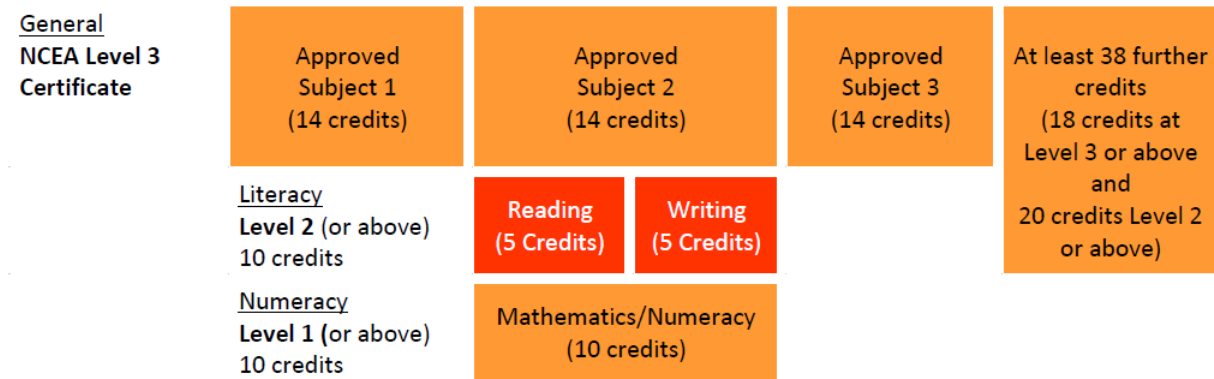 General
NCEA Level 3
Certificate
Approved
Subject 1
(14 credits)
Approved
Subject 2
(14 credits)
Approved
Subject 3
(14 credits)
At least 38 further
credits
(18 credits at
Level 3 or above
and
20 credits Level 2
or above)
Literacy
Level 2 (or above)
10 credits
Reading
(5 Credits)
Writing
(5 Credits)
Numeracy
Level 1 (or above)
10 credits
Mathematics/Numeracy
(10 credits)